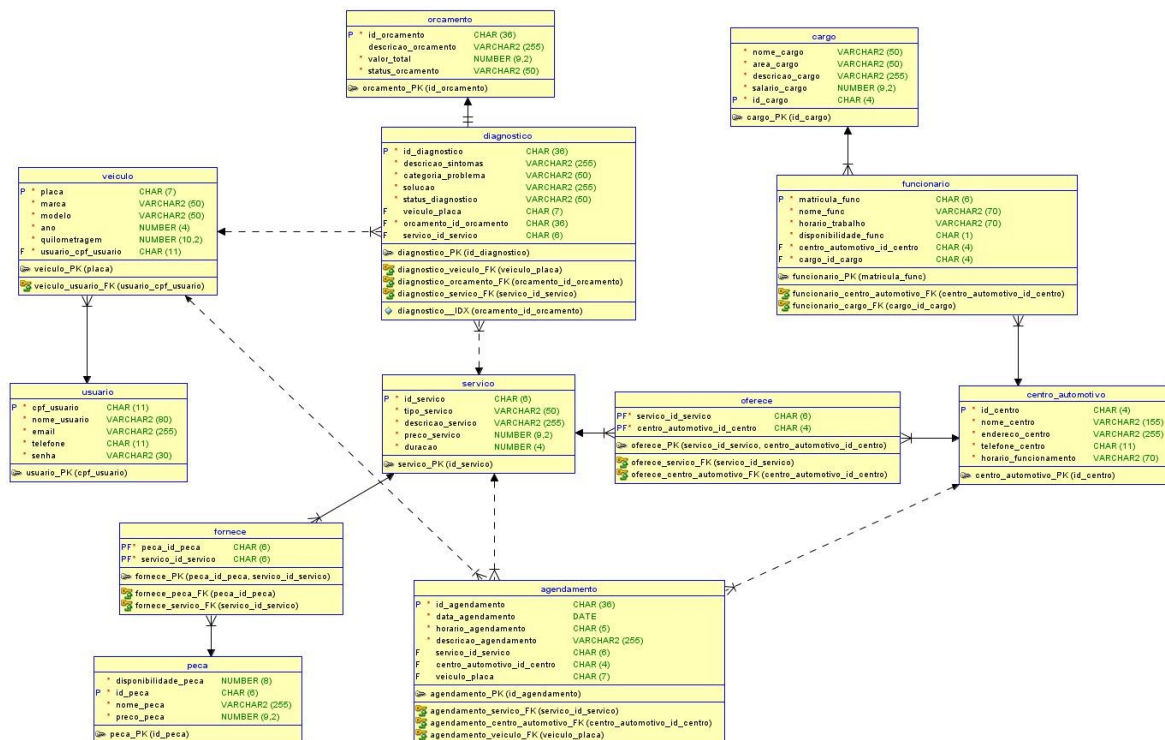 orcamento
P * id_orcamento CHAR (36)
descricao_orcamento VARCHAR2 (255)
* valor_total NUMBER (9,2)
* status_orcamento VARCHAR2 (50)
orcamento_PK (id_orcamento)
cargo
* nome_cargo VARCHAR2 (50)
* area_cargo VARCHAR2 (50)
* descricao_cargo VARCHAR2 (255)
* salario_cargo NUMBER (9,2)
P * id_cargo CHAR (4)
cargo_PK (id_cargo)
diagnostico
P * id_diagnostico CHAR (36)
* descricao_sintomas VARCHAR2 (255)
* categoria_problema VARCHAR2 (50)
* solucao VARCHAR2 (255)
* status_diagnostico VARCHAR2 (50)
F veiculo_placa CHAR (7)
F * orcamento_id_orcamento CHAR (36)
F servico_id_servico CHAR (6)
diagnostico_PK (id_diagnostico)
diagnostico_veiculo_FK (veiculo_placa)
diagnostico_orcamento_FK (orcamento_id_orcamento)
diagnostico_servico_FK (servico_id_servico)
diagnostico__IDX (orcamento_id_orcamento)
veiculo
P * placa CHAR (7)
* marca VARCHAR2 (50)
* modelo VARCHAR2 (50)
* ano NUMBER (4)
* quilometragem NUMBER (10,2)
F * usuario_cpf_usuario CHAR (11)
veiculo_PK (placa)
veiculo_usuario_FK (usuario_cpf_usuario)
funcionario
P * matricula_func CHAR (6)
* nome_func VARCHAR2 (70)
* horario_trabalho VARCHAR2 (70)
* disponibilidade_func CHAR (1)
F * centro_automotivo_id_centro CHAR (4)
F * cargo_id_cargo CHAR (4)
funcionario_PK (matricula_func)
funcionario_centro_automotivo_FK (centro_automotivo_id_centro)
funcionario_cargo_FK (cargo_id_cargo)
usuario
P * cpf_usuario CHAR (11)
* nome_usuario VARCHAR2 (80)
* email VARCHAR2 (255)
* telefone CHAR (11)
* senha VARCHAR2 (30)
usuario_PK (cpf_usuario)
servico
P * id_servico CHAR (6)
* tipo_servico VARCHAR2 (50)
* descricao_servico VARCHAR2 (255)
* preco_servico NUMBER (9,2)
* duracao NUMBER (4)
servico_PK (id_servico)
oferece
PF* servico_id_servico CHAR (6)
PF* centro_automotivo_id_centro CHAR (4)
oferece_PK (servico_id_servico, centro_automotivo_id_centro)
oferece_servico_FK (servico_id_servico)
oferece_centro_automotivo_FK (centro_automotivo_id_centro)
centro_automotivo
P * id_centro CHAR (4)
* nome_centro VARCHAR2 (155)
* endereco_centro VARCHAR2 (255)
* telefone_centro CHAR (11)
* horario_funcionamento VARCHAR2 (70)
centro_automotivo_PK (id_centro)
fornece
PF* peca_id_peca CHAR (6)
PF* servico_id_servico CHAR (6)
fornece_PK (peca_id_peca, servico_id_servico)
fornece_peca_FK (peca_id_peca)
fornece_servico_FK (servico_id_servico)
agendamento
P * id_agendamento CHAR (36)
* data_agendamento DATE
* horario_agendamento CHAR (5)
* descricao_agendamento VARCHAR2 (255)
F servico_id_servico CHAR (6)
F centro_automotivo_id_centro CHAR (4)
F veiculo_placa CHAR (7)
agendamento_PK (id_agendamento)
agendamento_servico_FK (servico_id_servico)
agendamento_centro_automotivo_FK (centro_automotivo_id_centro)
agendamento_veiculo_FK (veiculo_placa)
peca
* disponibilidade_peca NUMBER (8)
P * id_peca CHAR (6)
* nome_peca VARCHAR2 (255)
* preco_peca NUMBER (9,2)
peca_PK (id_peca)